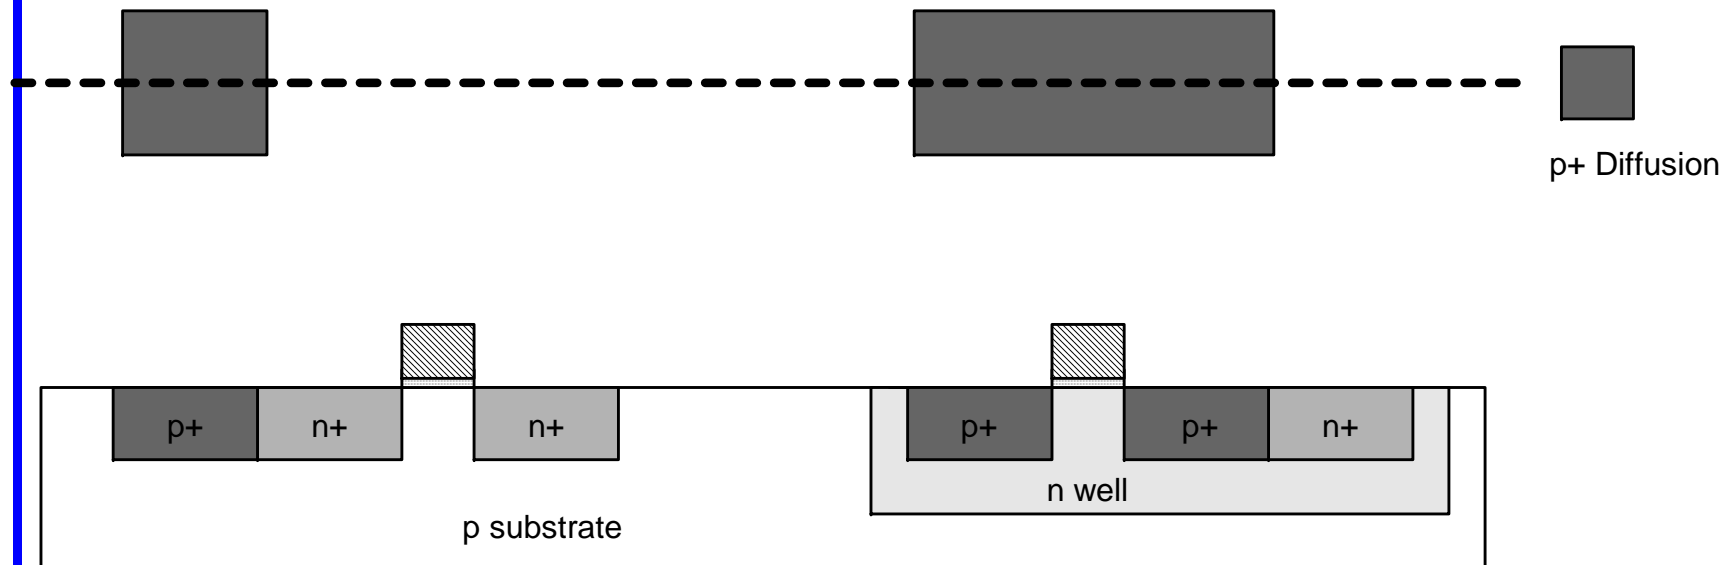 p+ Diffusion
p+ n+ n+ p+ p+ n+
n well
p substrate